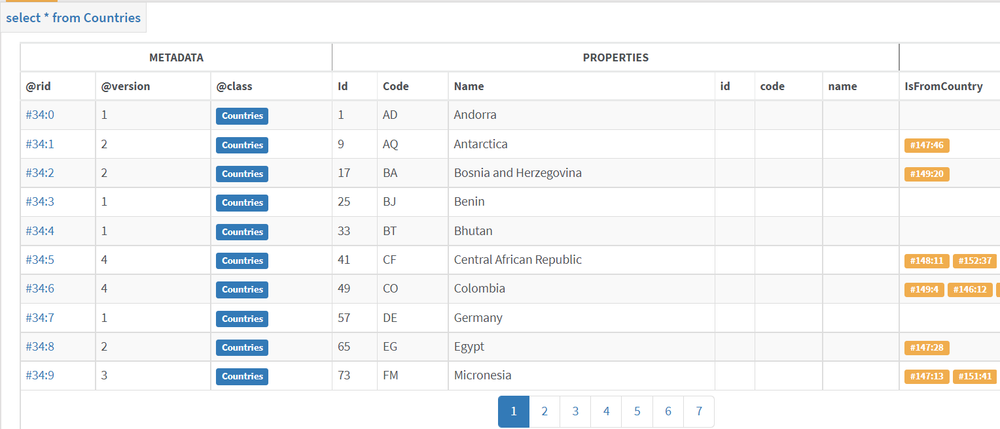 select * from Countries
METADATA PROPERTIES
@rid @version @class Id Code Name id code name IsFromCountry
#34:0 1 Countries 1 AD Andorra
#34:1 2 Countries 9 AQ Antarctica #147:46
#34:2 2 Countries 17 BA Bosnia and Herzegovina #149:20
#34:3 1 Countries 25 BJ Benin
#34:4 1 Countries 33 BT Bhutan
#34:5 4 Countries 41 CF Central African Republic #148:11 #152:37
#34:6 4 Countries 49 CO Colombia #149:4 #146:12
#34:7 1 Countries 57 DE Germany
#34:8 2 Countries 65 EG Egypt #147:28
#34:9 3 Countries 73 FM Micronesia #147:13 #151:41
1 2 3 4 5 6 7